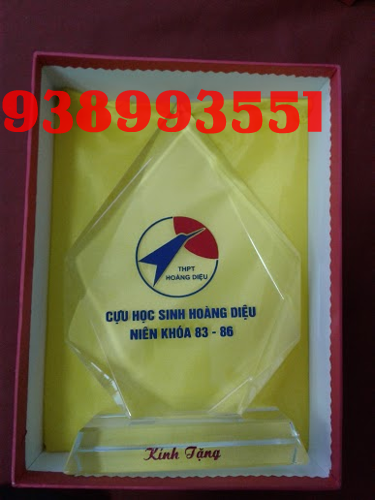 938993551
THPT
HOÀNG DIỆU
CỰU HỌC SINH HOÀNG DIỆU
NIÊN KHÓA 83 - 86
Kính Tặng